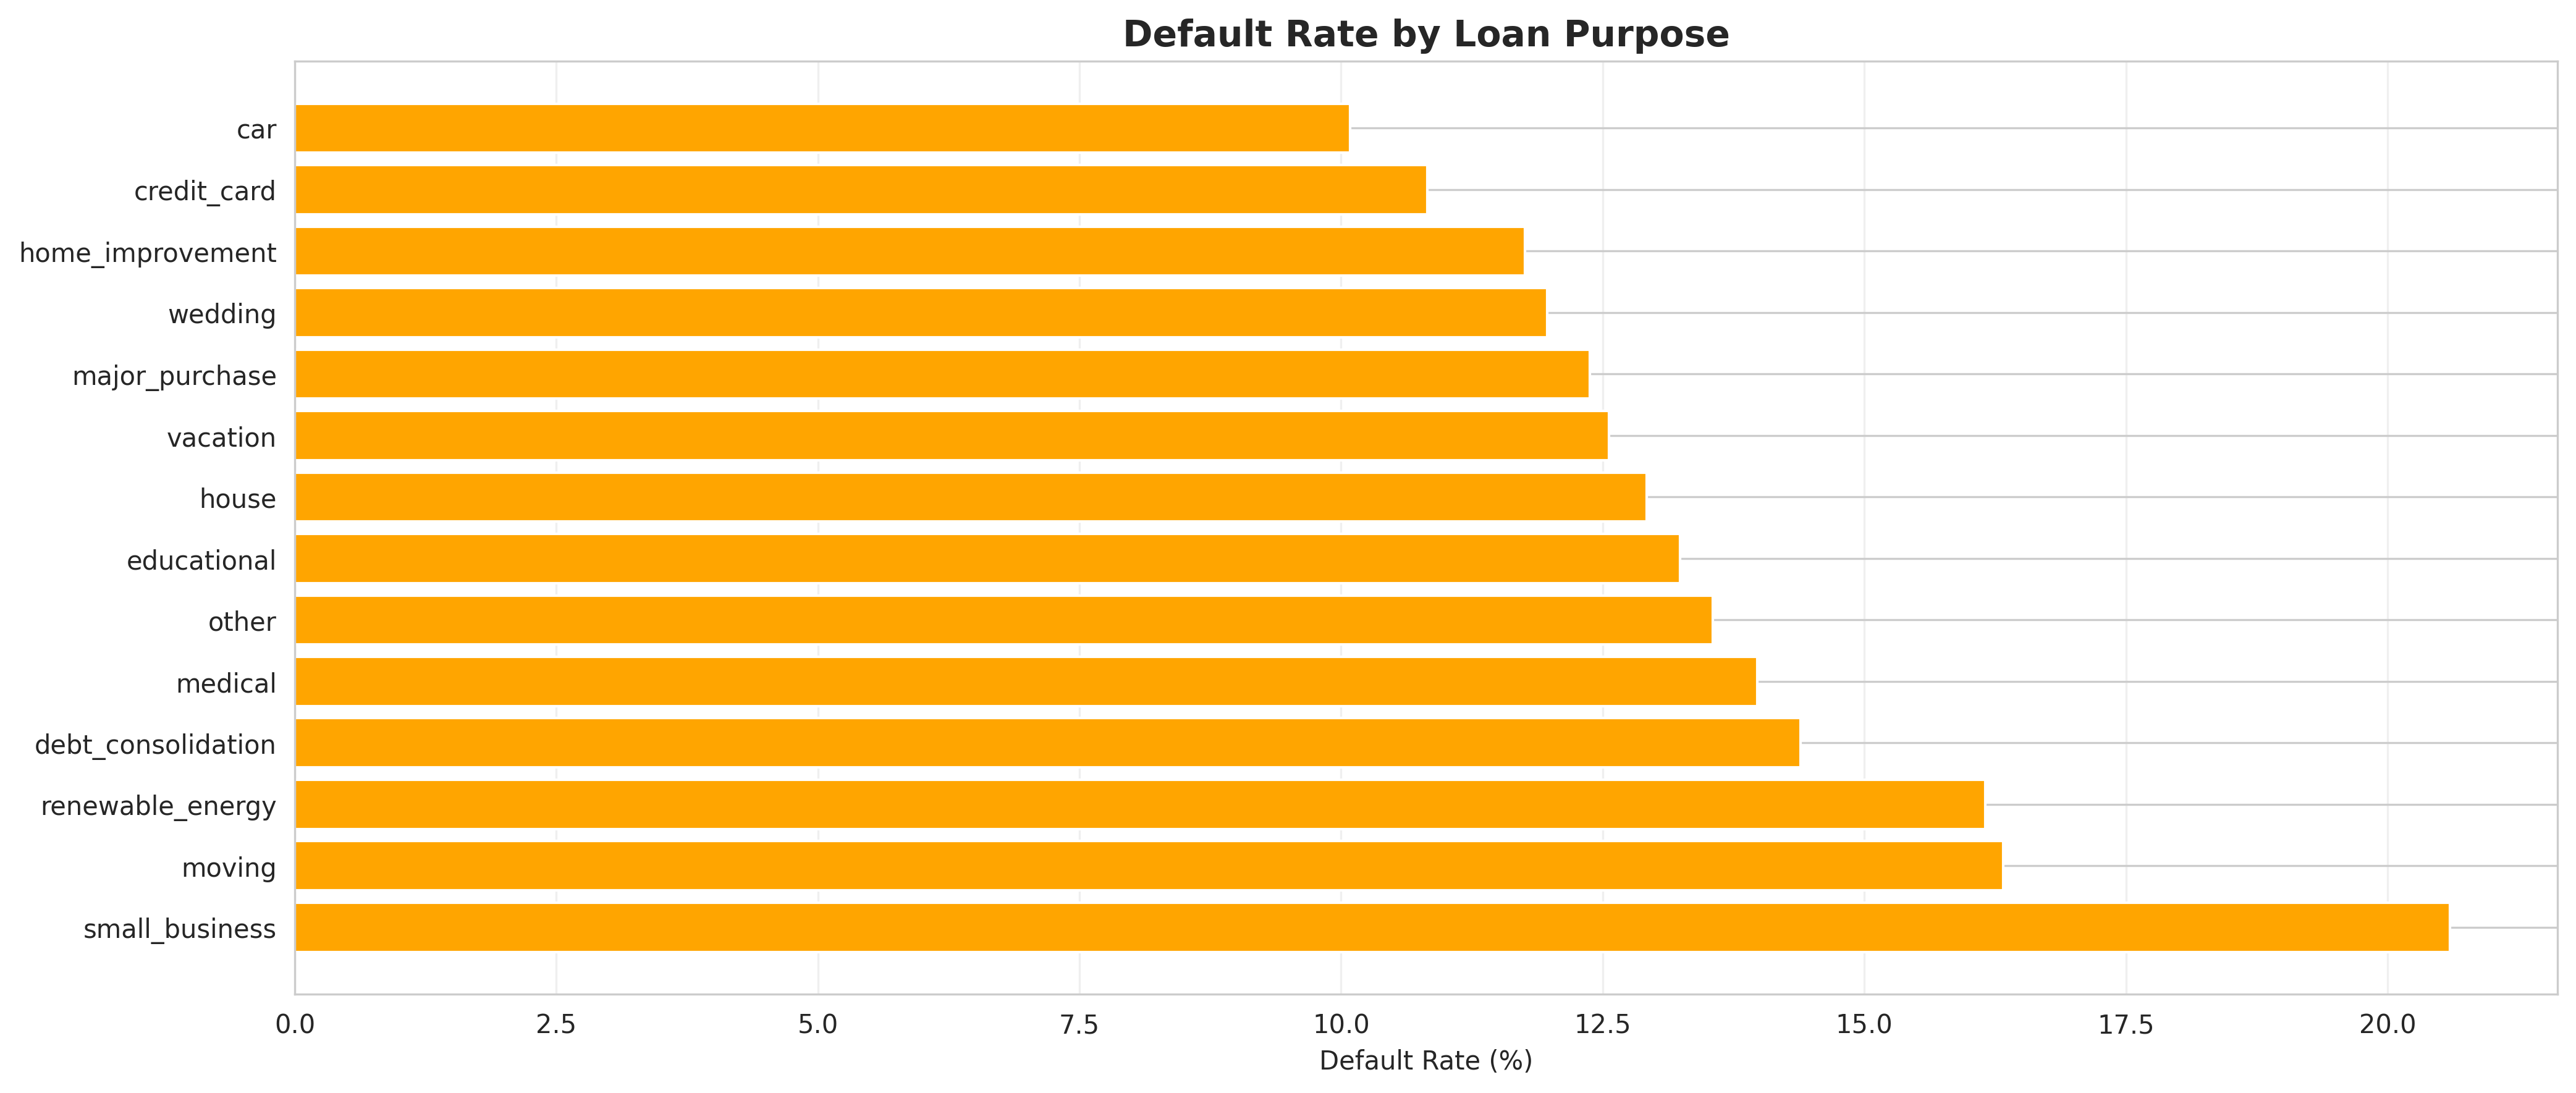 Default Rate by Loan Purpose
car
credit_card
home_improvement
wedding
major_purchase
vacation
house
educational
other
medical
debt_consolidation
renewable_energy
moving
small_business
0.0 2.5 5.0 7.5 10.0 12.5 15.0 17.5 20.0
Default Rate (%)